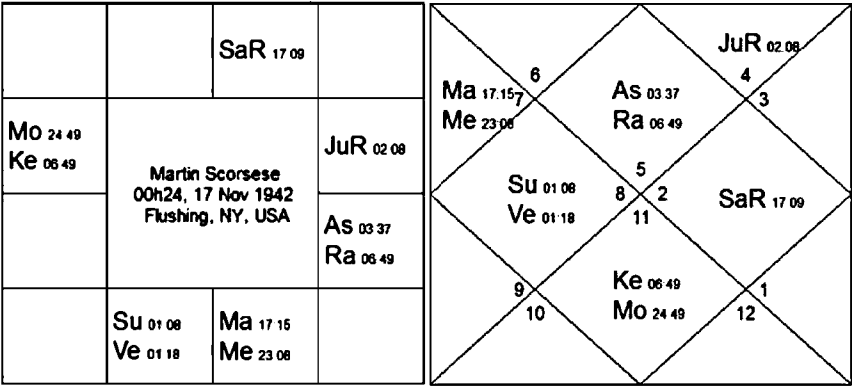 SaR 17 09
Mo 24 49
Ke 06 49
JuR 02 08
Martin Scorsese
00h24, 17 Nov 1942
Flushing, NY, USA
As 03 37
Ra 06 49
Su 01 08
Ve 01 18
Ma 17 15
Me 23 08
JuR 02 08
6
4
Ma 17 15
7
As 03 37
3
Me 23 08
Ra 06 49
5
Su 01 08
8
2
SaR 17 09
Ve 01 18
11
9
Ke 06 49
1
10
Mo 24 49
12